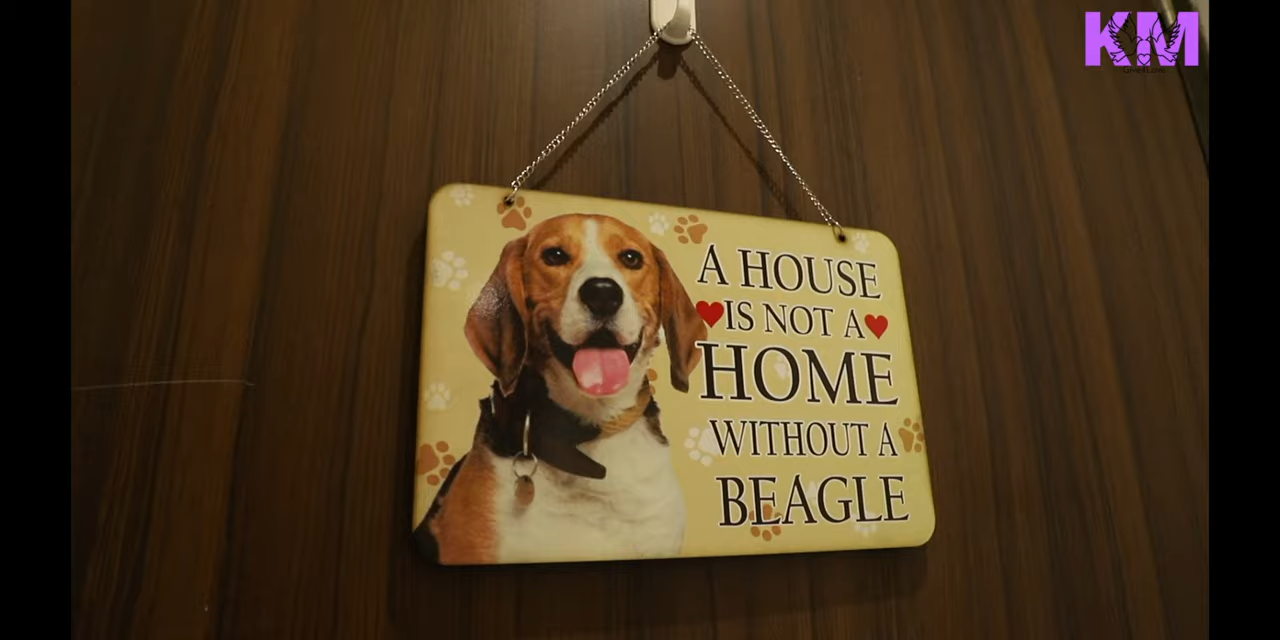 KM
A HOUSE
IS NOT A
HOME
WITHOUT A
BEAGLE